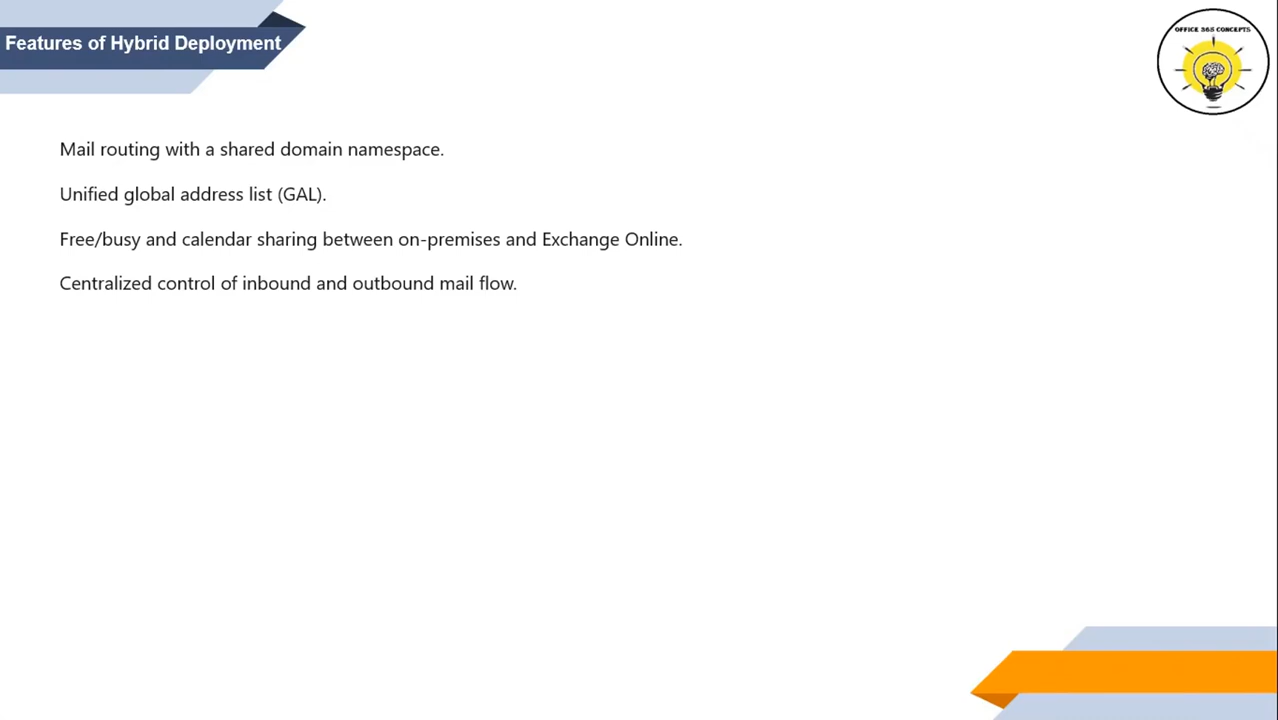 Features of Hybrid Deployment
OFFICE 365 CONCEPTS
Mail routing with a shared domain namespace.
Unified global address list (GAL).
Free/busy and calendar sharing between on-premises and Exchange Online.
Centralized control of inbound and outbound mail flow.